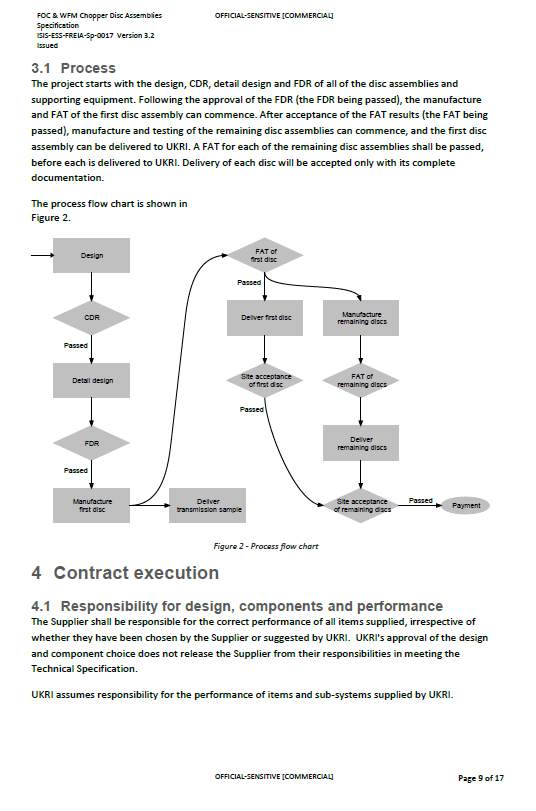 FOC & WFM Chopper Disc Assemblies
OFFICIAL-SENSITIVE [COMMERCIAL]
Specification
ISIS-ESS-FREIA-Sp-0017 Version 3.2
Issued
3.1 Process
The project starts with the design, CDR, detail design and FDR of all of the disc assemblies and
supporting equipment. Following the approval of the FDR (the FDR being passed), the manufacture
and FAT of the first disc assembly can commence. After acceptance of the FAT results (the FAT being
passed), manufacture and testing of the remaining disc assemblies can commence, and the first disc
assembly can be delivered to UKRI. A FAT for each of the remaining disc assemblies shall be passed,
before each is delivered to UKRI. Delivery of each disc will be accepted only with its complete
documentation.
The process flow chart is shown in
Figure 2.
Design
CDR
Passed
Detail design
FDR
Passed
Manufacture
first disc
Deliver
transmission sample
FAT of
first disc
Passed
Deliver first disc
Site acceptance
of first disc
Passed
Manufacture
remaining discs
FAT of
remaining discs
Deliver
remaining discs
Site acceptance
of remaining discs
Passed
Payment
Figure 2 - Process flow chart
4 Contract execution
4.1 Responsibility for design, components and performance
The Supplier shall be responsible for the correct performance of all items supplied, irrespective of
whether they have been chosen by the Supplier or suggested by UKRI. UKRI's approval of the design
and component choice does not release the Supplier from their responsibilities in meeting the
Technical Specification.
UKRI assumes responsibility for the performance of items and sub-systems supplied by UKRI.
OFFICIAL-SENSITIVE [COMMERCIAL]
Page 9 of 17